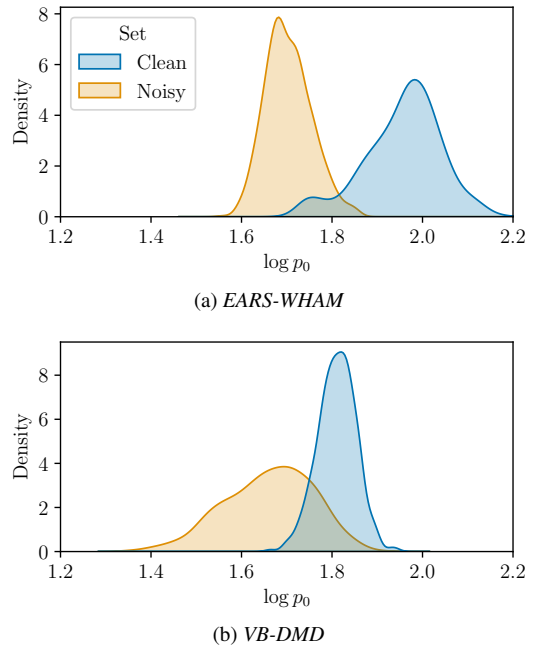 Set
Clean
Noisy
Density
8
6
4
2
0
1.2 1.4 1.6 1.8 2.0 2.2
log p₀
(a) EARS-WHAM
Density
8
6
4
2
0
1.2 1.4 1.6 1.8 2.0 2.2
log p₀
(b) VB-DMD